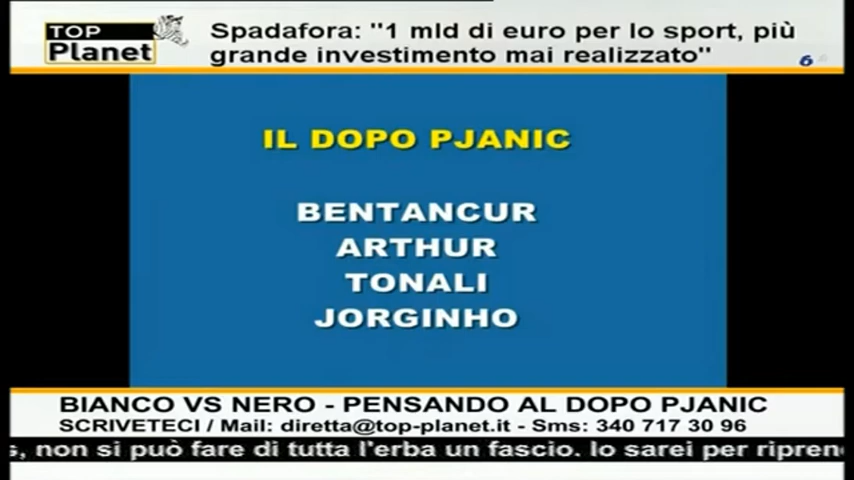 TOP
Planet
Spadafora: "1 mld di euro per lo sport, più
grande investimento mai realizzato"
6
IL DOPO PJANIC
BENTANCUR
ARTHUR
TONALI
JORGINHO
BIANCO VS NERO - PENSANDO AL DOPO PJANIC
SCRIVETECI / Mail: diretta@top-planet.it - Sms: 340 717 30 96
, non si può fare di tutta l'erba un fascio. Io sarei per